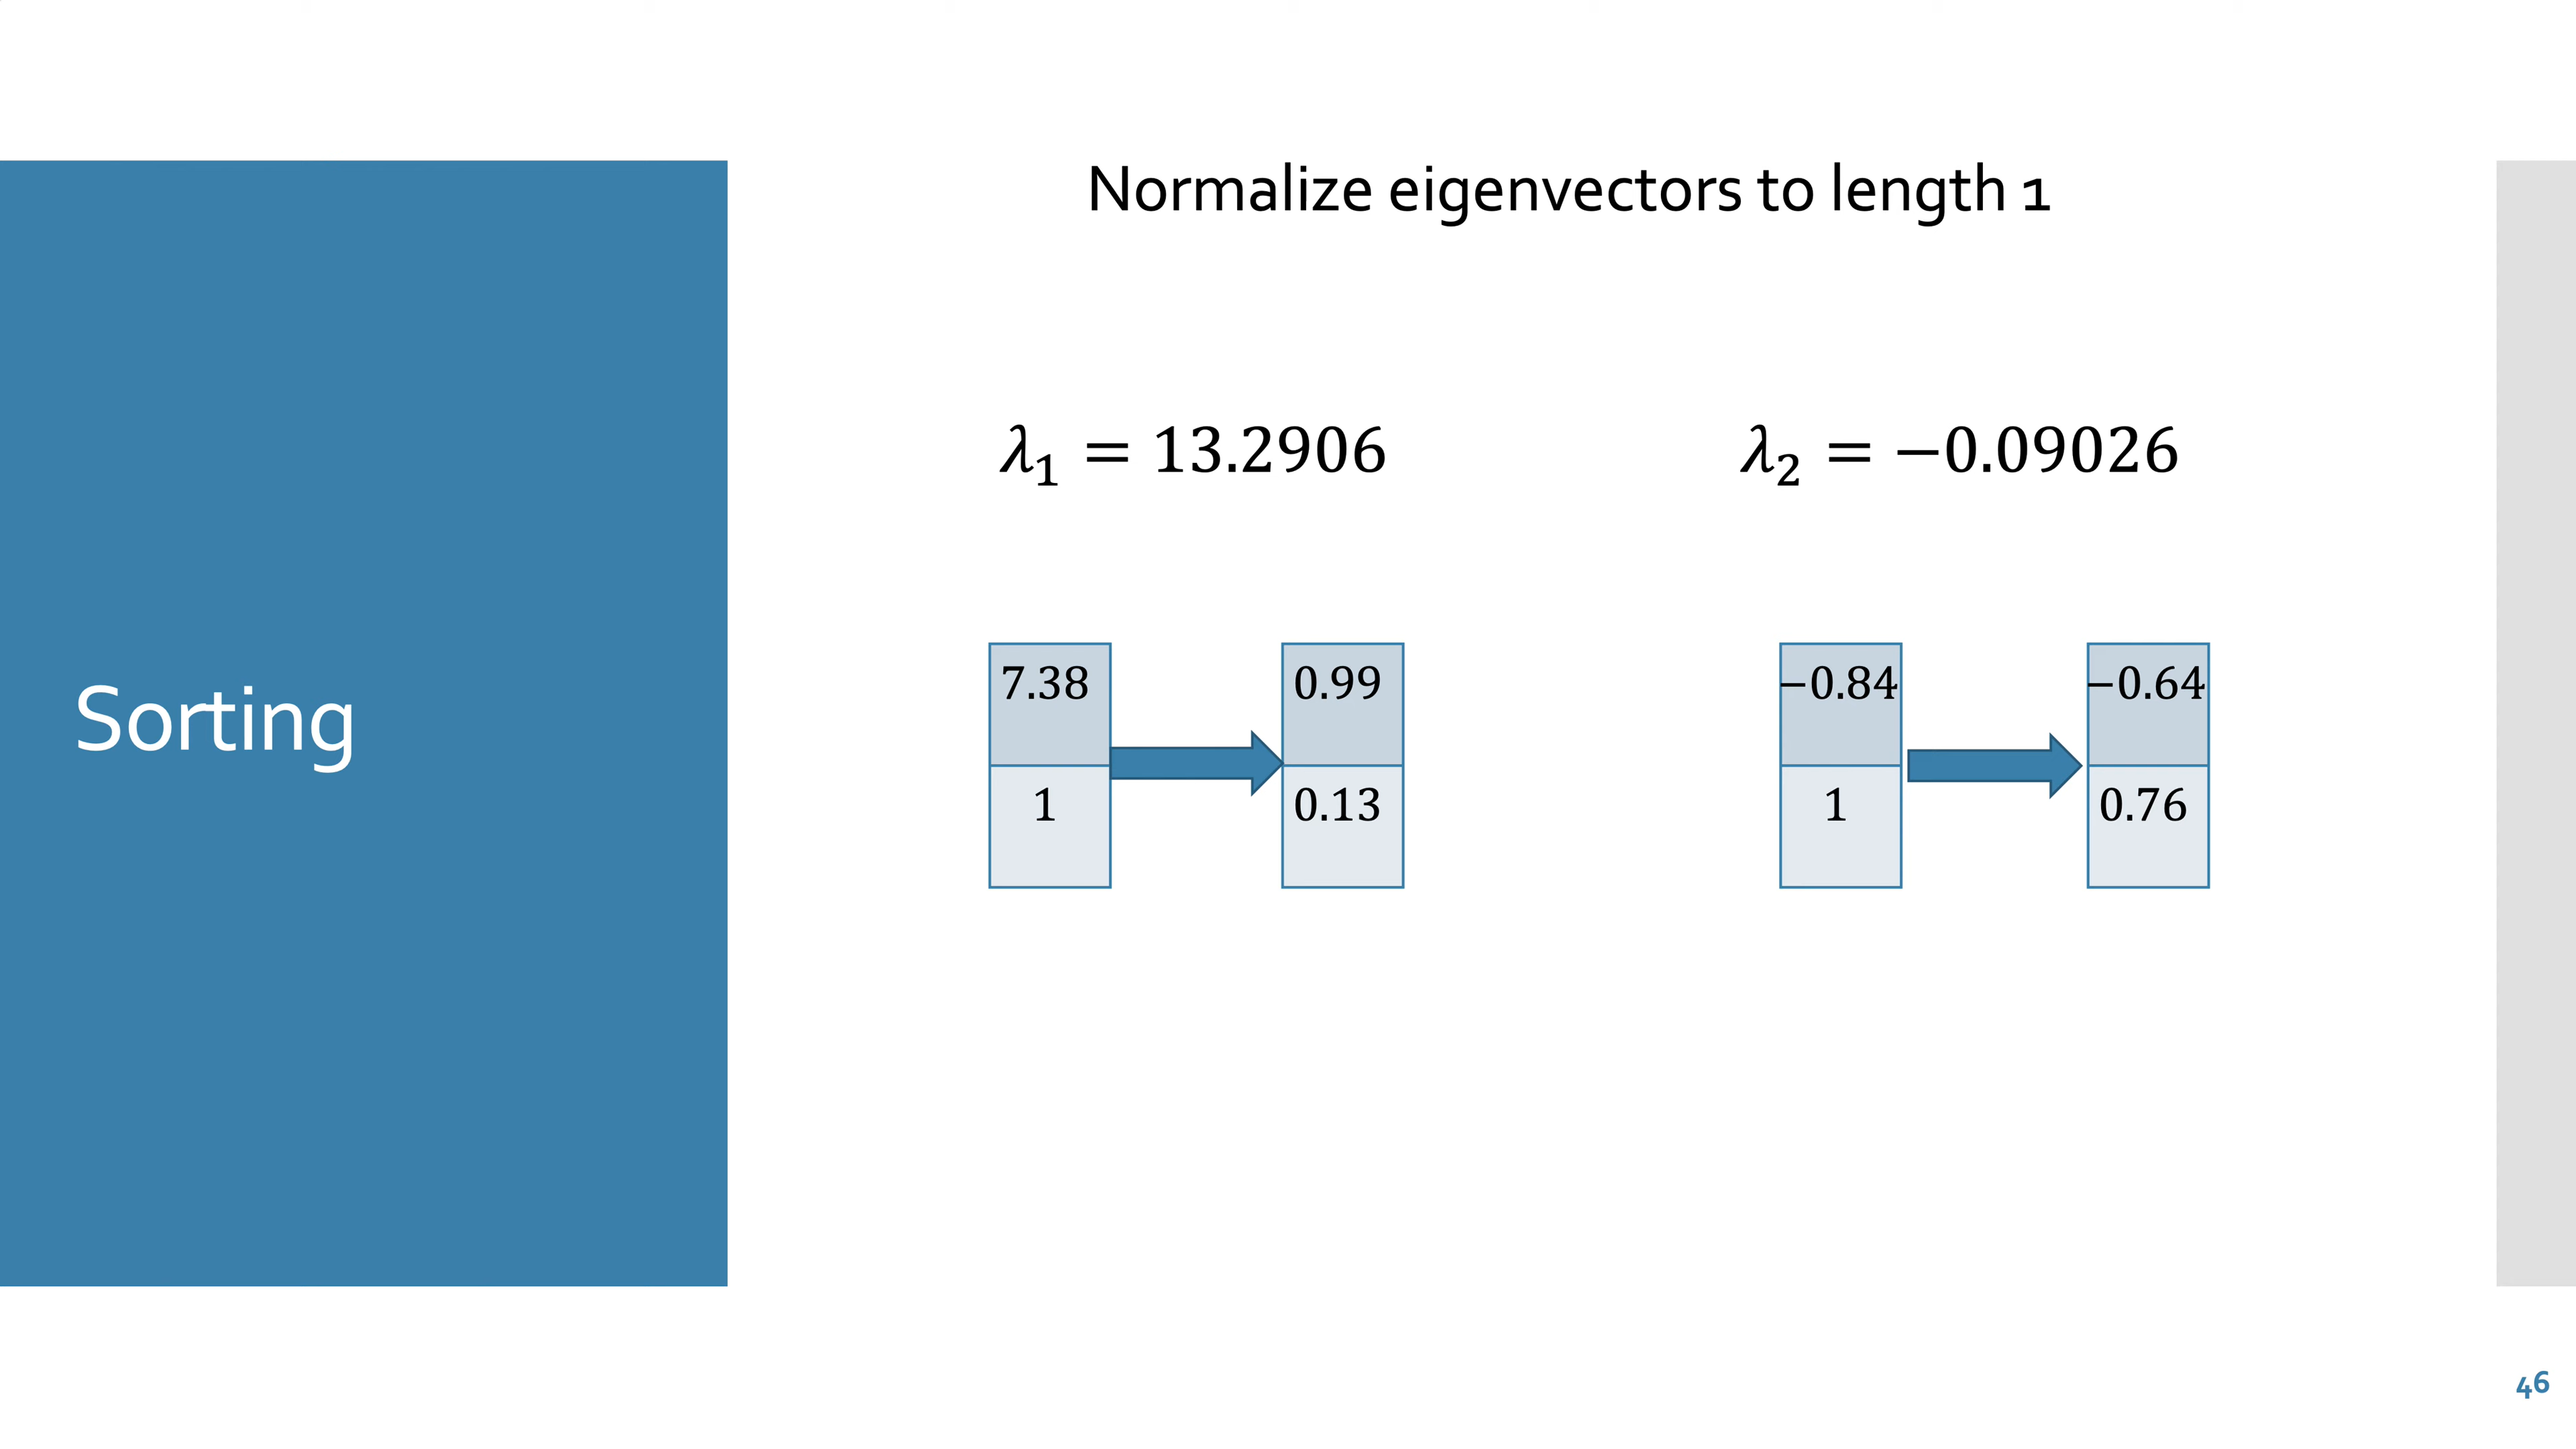 Normalize eigenvectors to length 1
λ₁ = 13.2906
λ₂ = −0.09026
7.38
1
0.99
0.13
−0.84
1
−0.64
0.76
Sorting
46